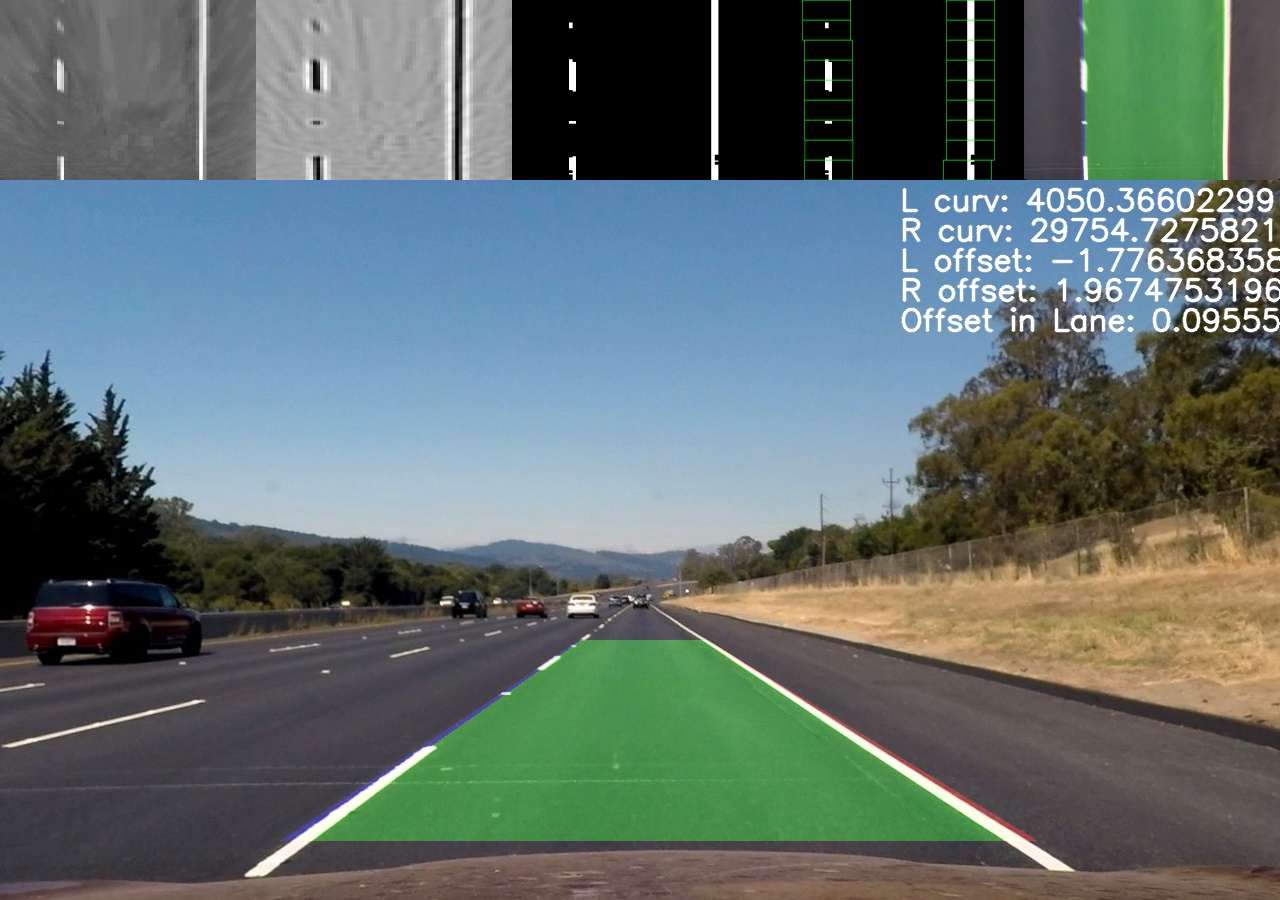 L curv: 4050.36602299
R curv: 29754.7275821
L offset: −1.776368358
R offset: 1.9674753196
Offset in Lane: 0.09555